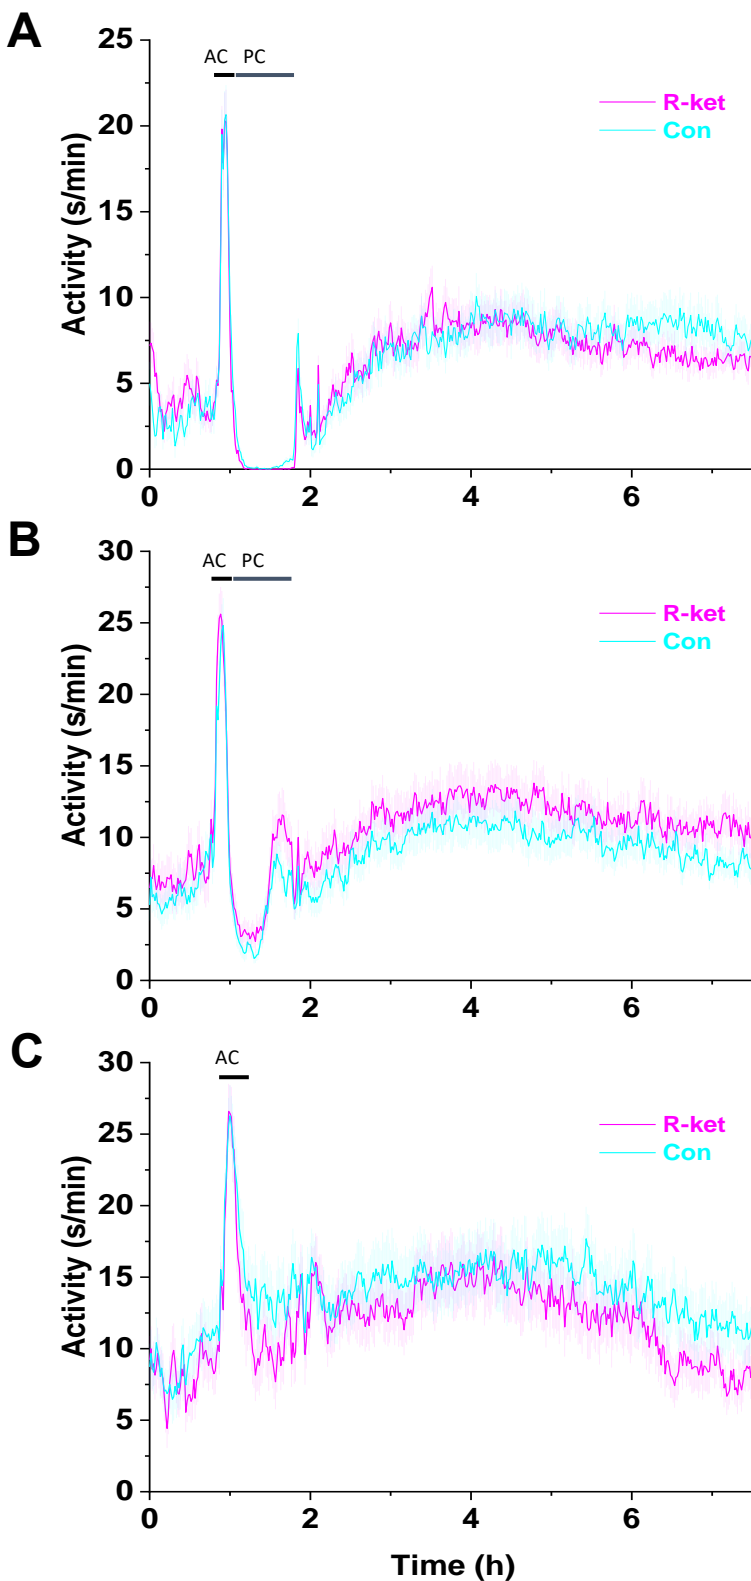 A
AC PC
R-ket
Con
Activity (s/min)
25
20
15
10
5
0
0 2 4 6
B
AC PC
R-ket
Con
Activity (s/min)
30
25
20
15
10
5
0
0 2 4 6
C
AC
R-ket
Con
Activity (s/min)
30
25
20
15
10
5
0
0 2 4 6
Time (h)